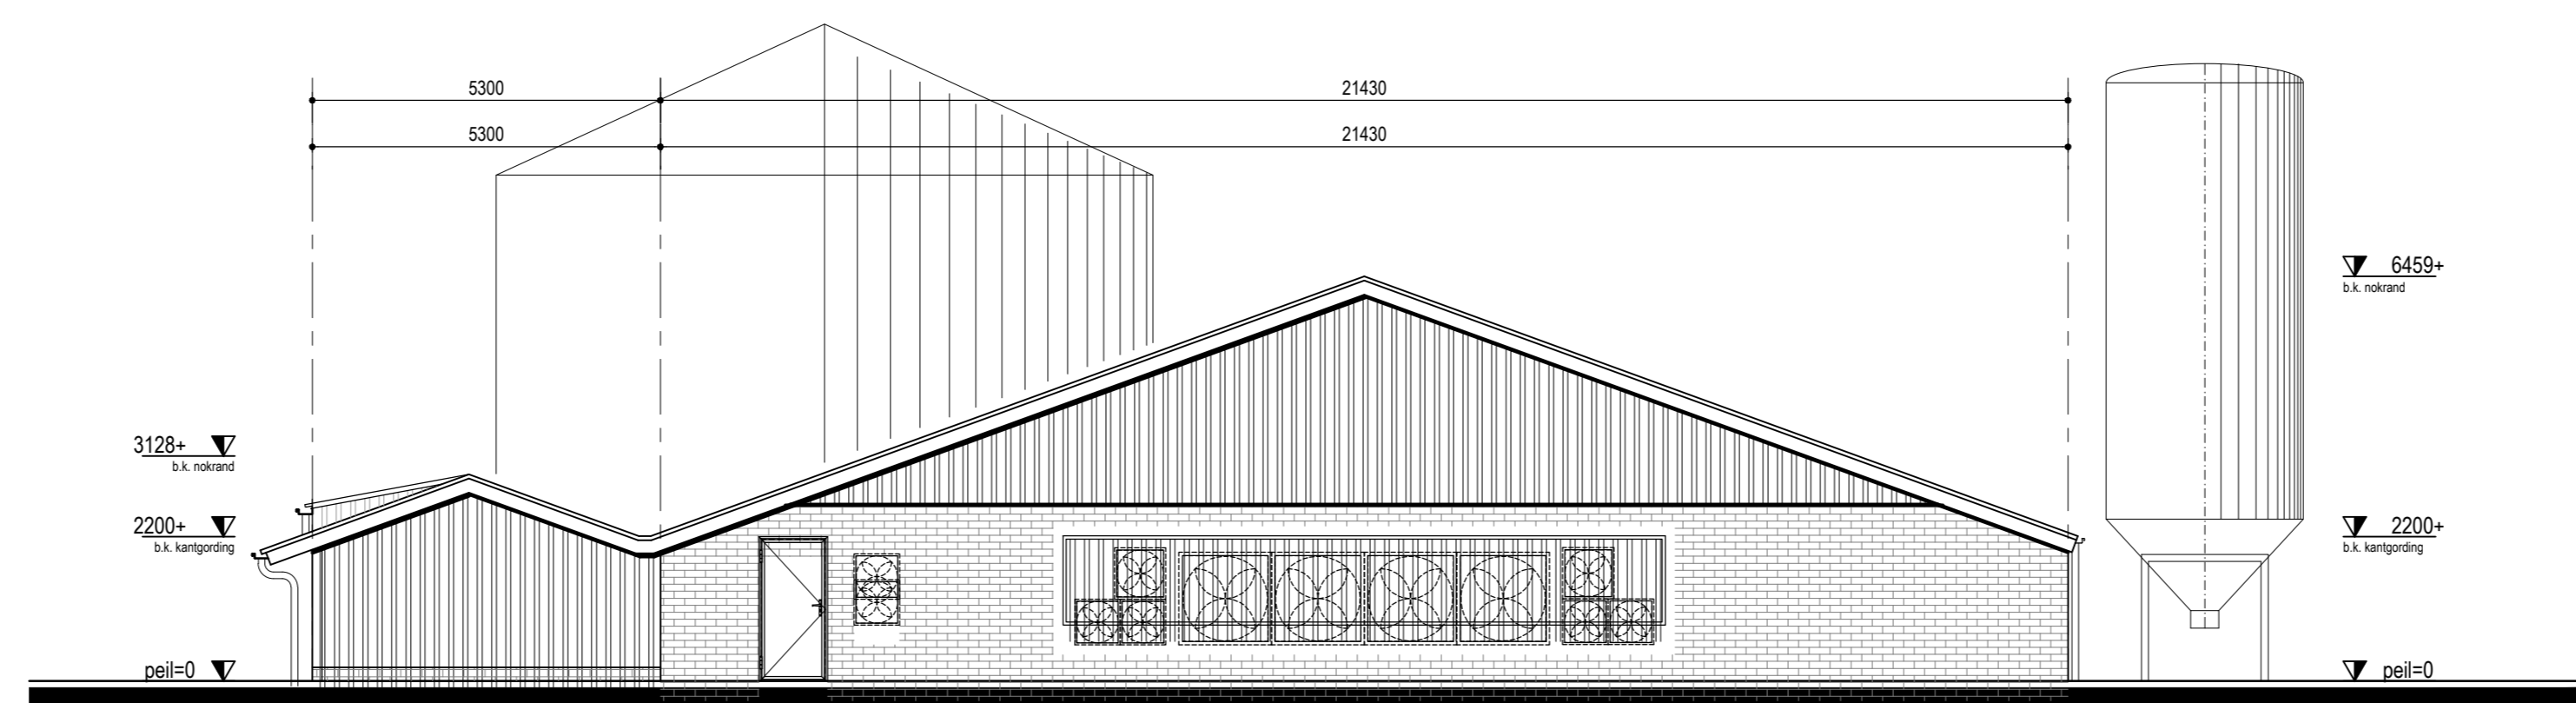 5300 21430
5300 21430
6459+
b.k. nokrand
3128+
b.k. nokrand
2200+
b.k. kantgording
2200+
b.k. kantgording
peil=0
peil=0